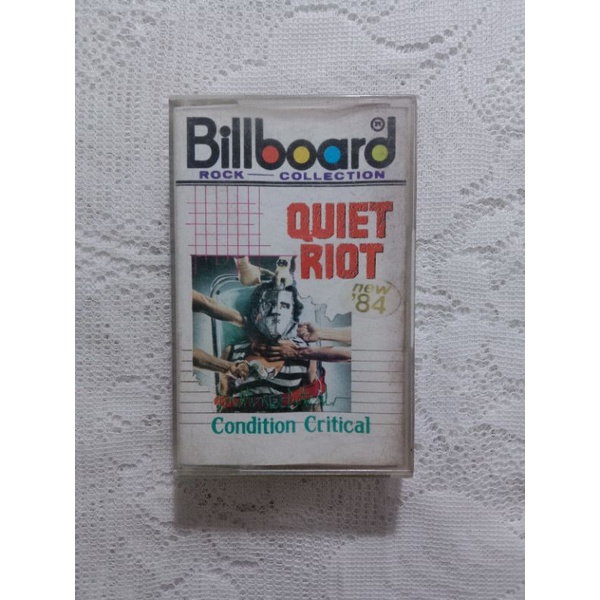 Billboard®
ROCK — COLLECTION
QUIET
RIOT
new
'84
Condition Critical